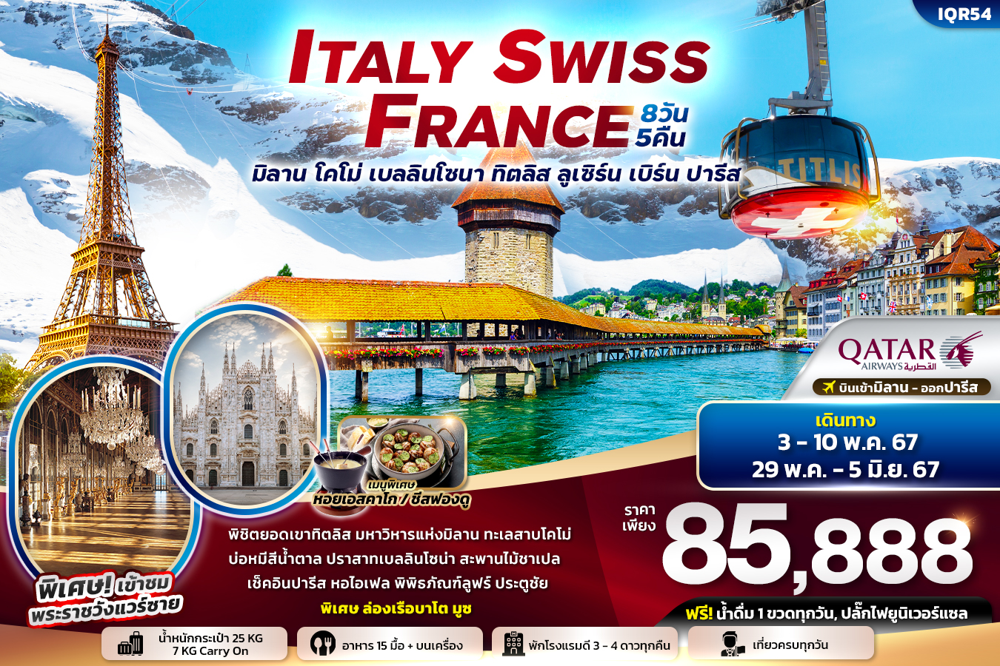 IQR54
ITALY SWISS
FRANCE 8วัน
5คืน
มิลาน โคโม่ เบลลินโซนา ทิตลิส ลูเซิร์น เบิร์น ปารีส
TITLIS
QATAR
AIRWAYS القطرية
บินเข้ามิลาน - ออกปารีส
เดินทาง
3 - 10 พ.ค. 67
29 พ.ค. - 5 มิ.ย. 67
เมนูพิเศษ
หอยเอสคาโก / ชีสฟองดู
ราคา
เพียง
85,888
พิชิตยอดเขาทิตลิส มหาวิหารแห่งมิลาน ทะเลสาบโคโม่
บ่อหมีสีน้ำตาล ปราสาทเบลลินโซน่า สะพานไม้ชาเปล
เช็คอินปารีส หอไอเฟล พิพิธภัณฑ์ลูฟร์ ประตูชัย
พิเศษ ล่องเรือบาโต มูซ
พิเศษ! เข้าชม
พระราชวังแวร์ซาย
ฟรี! น้ำดื่ม 1 ขวดทุกวัน, ปลั๊กไฟยูนิเวอร์แซล
น้ำหนักกระเป๋า 25 KG
7 KG Carry On
อาหาร 15 มื้อ + บนเครื่อง
พักโรงแรมดี 3 - 4 ดาวทุกคืน
เที่ยวครบทุกวัน